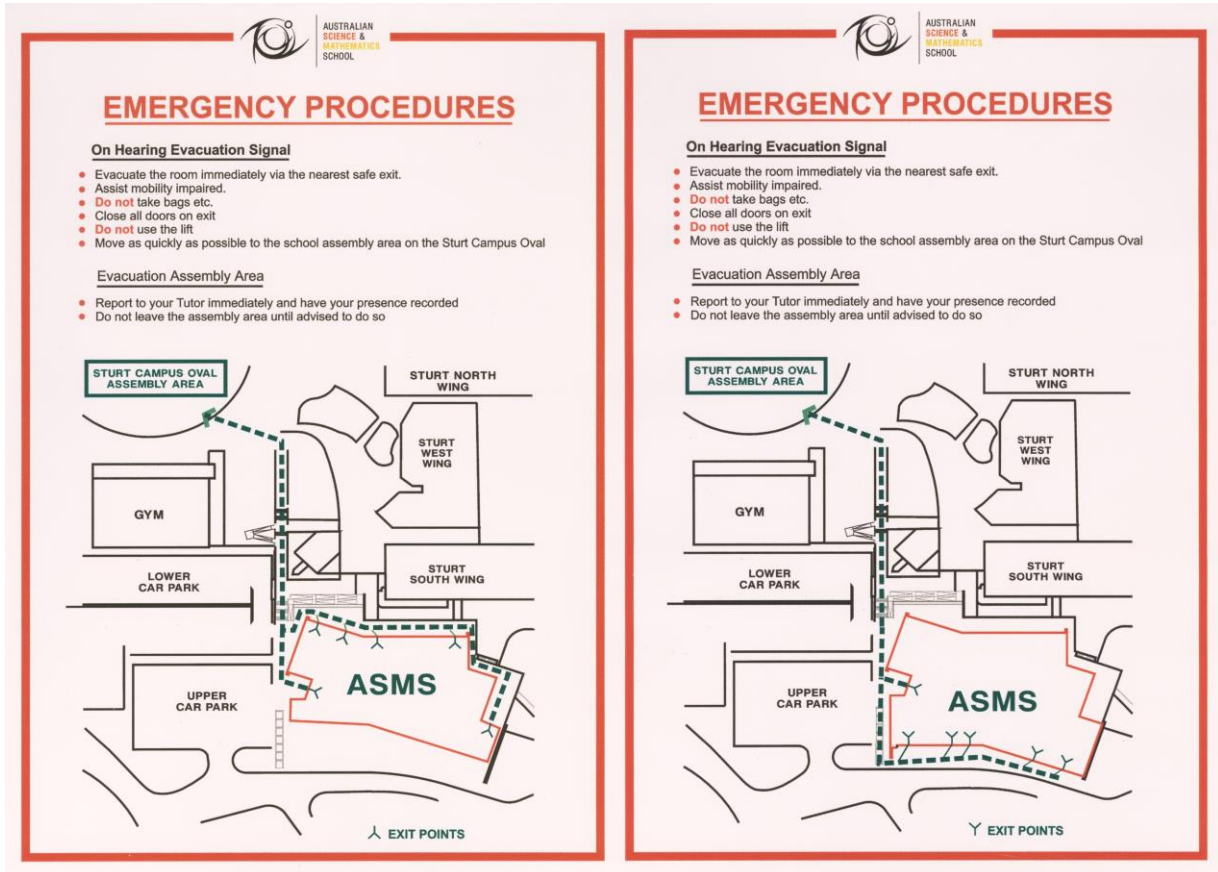 AUSTRALIAN
SCIENCE &
MATHEMATICS
SCHOOL
EMERGENCY PROCEDURES
On Hearing Evacuation Signal
Evacuate the room immediately via the nearest safe exit.
Assist mobility impaired.
Do not take bags etc.
Close all doors on exit
Do not use the lift
Move as quickly as possible to the school assembly area on the Sturt Campus Oval
Evacuation Assembly Area
Report to your Tutor immediately and have your presence recorded
Do not leave the assembly area until advised to do so
STURT CAMPUS OVAL
ASSEMBLY AREA
STURT NORTH
WING
STURT
WEST
WING
GYM
LOWER
CAR PARK
STURT
SOUTH WING
ASMS
UPPER
CAR PARK
EXIT POINTS
AUSTRALIAN
SCIENCE &
MATHEMATICS
SCHOOL
EMERGENCY PROCEDURES
On Hearing Evacuation Signal
Evacuate the room immediately via the nearest safe exit.
Assist mobility impaired.
Do not take bags etc.
Close all doors on exit
Do not use the lift
Move as quickly as possible to the school assembly area on the Sturt Campus Oval
Evacuation Assembly Area
Report to your Tutor immediately and have your presence recorded
Do not leave the assembly area until advised to do so
STURT CAMPUS OVAL
ASSEMBLY AREA
STURT NORTH
WING
STURT
WEST
WING
GYM
LOWER
CAR PARK
STURT
SOUTH WING
UPPER
CAR PARK
ASMS
EXIT POINTS